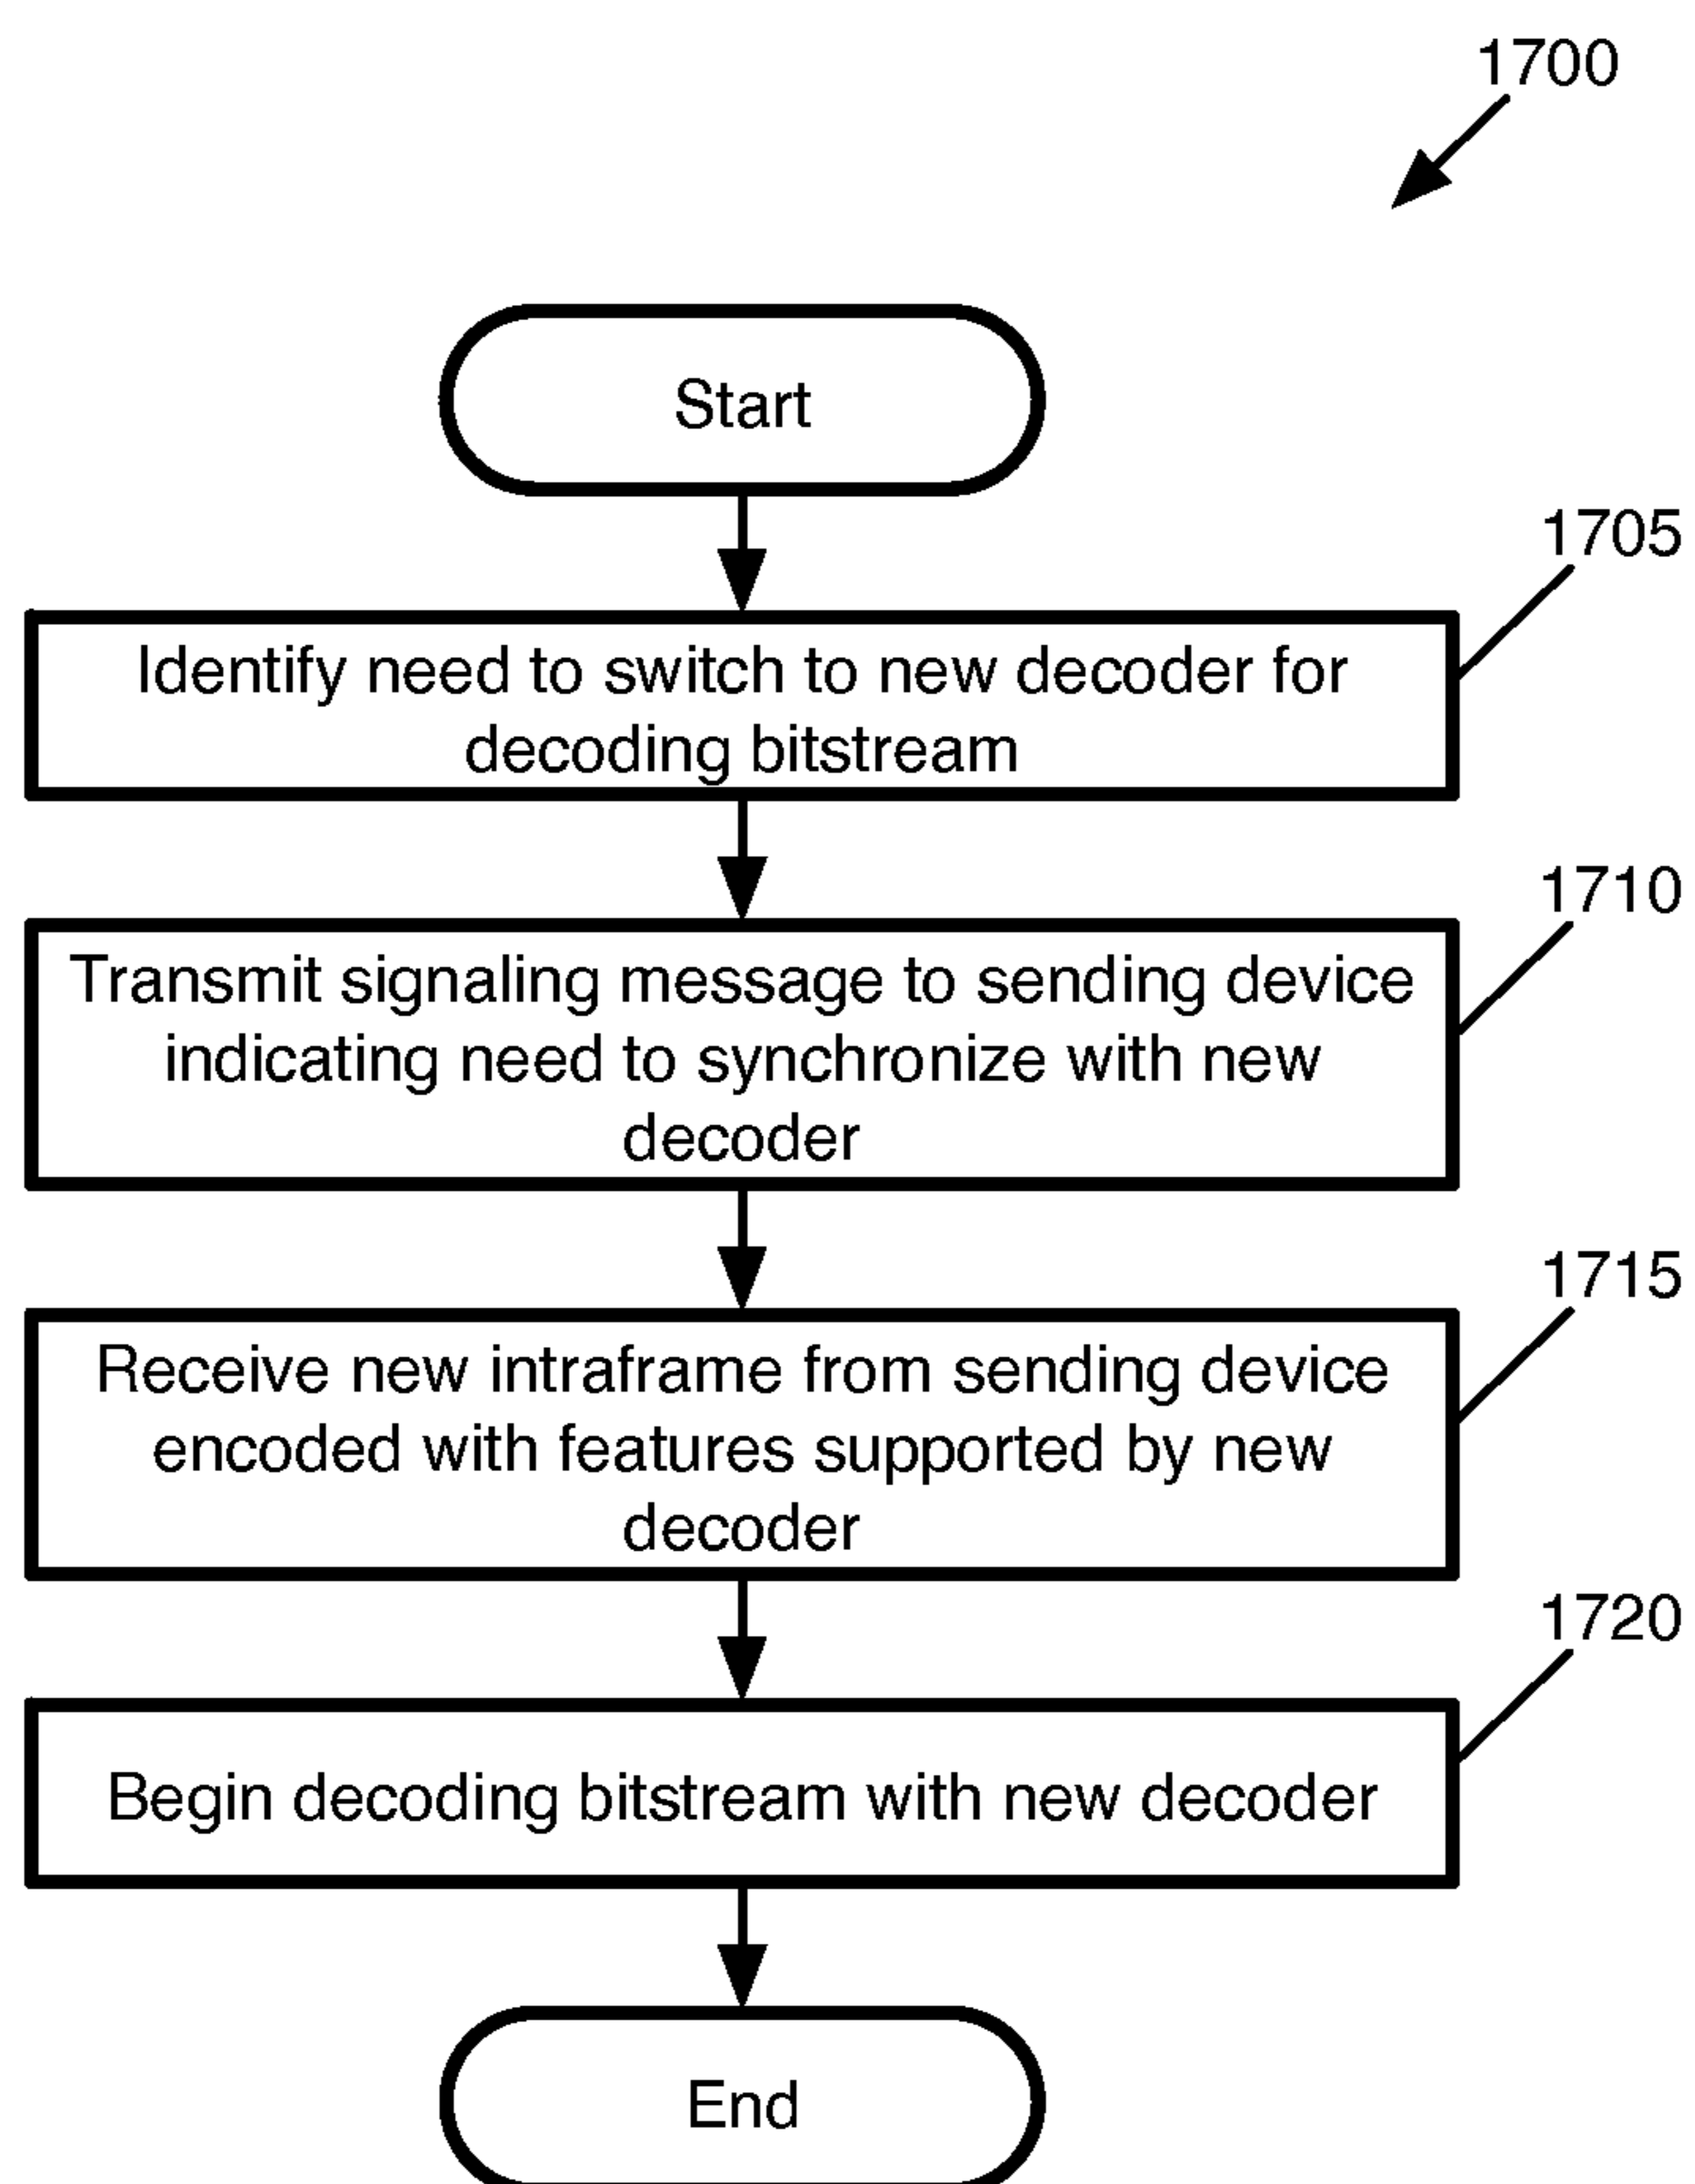 1700
Start
1705
Identify need to switch to new decoder for
decoding bitstream
1710
Transmit signaling message to sending device
indicating need to synchronize with new
decoder
1715
Receive new intraframe from sending device
encoded with features supported by new
decoder
1720
Begin decoding bitstream with new decoder
End